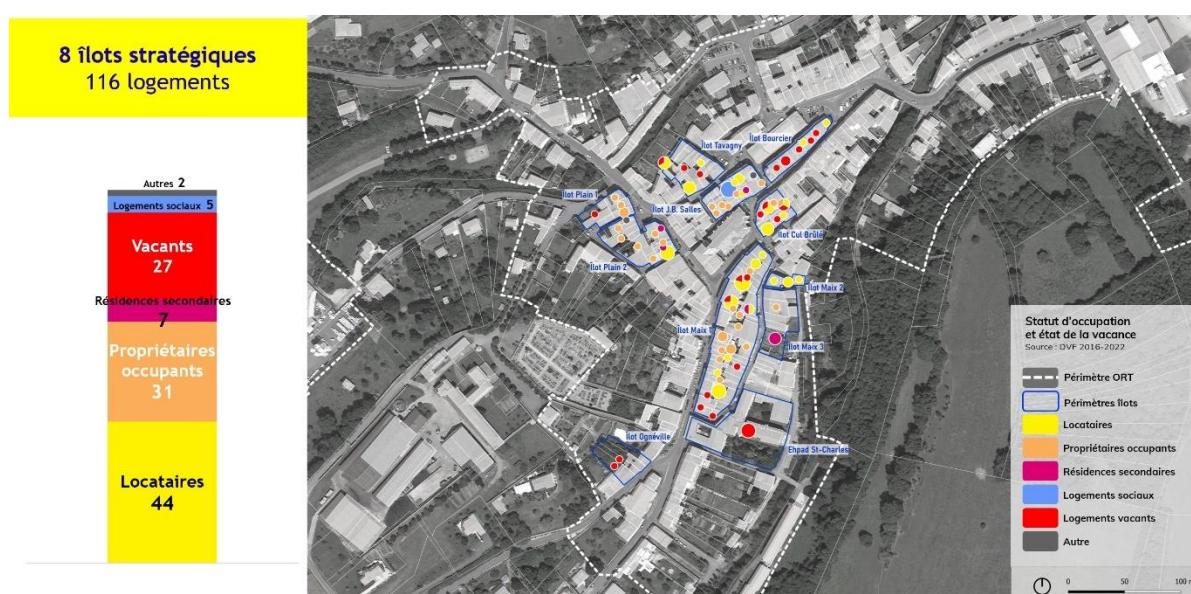 8 îlots stratégiques
116 logements
Autres 2
Logements sociaux 5
Vacants
27
Résidences secondaires
7
Propriétaires
occupants
31
Locataires
44
Îlot Bourcier
Îlot Tavagny
Îlot Plain 1
Îlot J.B. Salles
Îlot Cul Brûlé
Îlot Plain 2
Îlot Maix 2
Îlot Maix 1
Îlot Maix 3
Îlot Ognéville
Ehpad St-Charles
Statut d'occupation
et état de la vacance
Source : DVF 2016-2022
Périmètre ORT
Périmètres îlots
Locataires
Propriétaires occupants
Résidences secondaires
Logements sociaux
Logements vacants
Autre
0 50 100 m